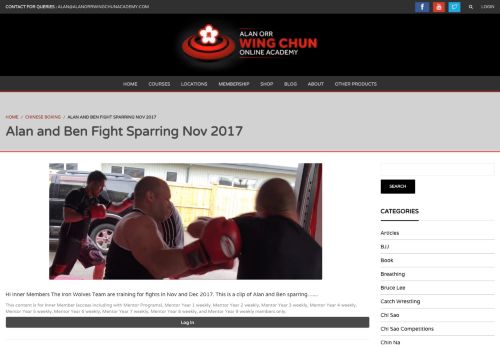 CONTACT FOR QUERIES : ALAN@ALANORRWINGCHUNACADEMY.COM
LOGIN
ALAN ORR
WING CHUN
ONLINE ACADEMY
HOME COURSES LOCATIONS MEMBERSHIP SHOP BLOG ABOUT OTHER PRODUCTS
HOME / CHINESE BOXING / ALAN AND BEN FIGHT SPARRING NOV 2017
Alan and Ben Fight Sparring Nov 2017
SEARCH
CATEGORIES
Articles
BJJ
Book
Breathing
Bruce Lee
Catch Wrestling
Chi Sao
Chi Sao Competitions
Chin Na
Hi Inner Members The Iron Wolves Team are training for fights in Nov and Dec 2017. This is a clip of Alan and Ben sparring…….
This content is for Inner Member (access including with Mentor Programs), Mentor Year 1 weekly, Mentor Year 2 weekly, Mentor Year 3 weekly, Mentor Year 4 weekly,
Mentor Year 5 weekly, Mentor Year 6 weekly, Mentor Year 7 weekly, Mentor Year 8 weekly, and Mentor Year 9 weekly members only.
Log In